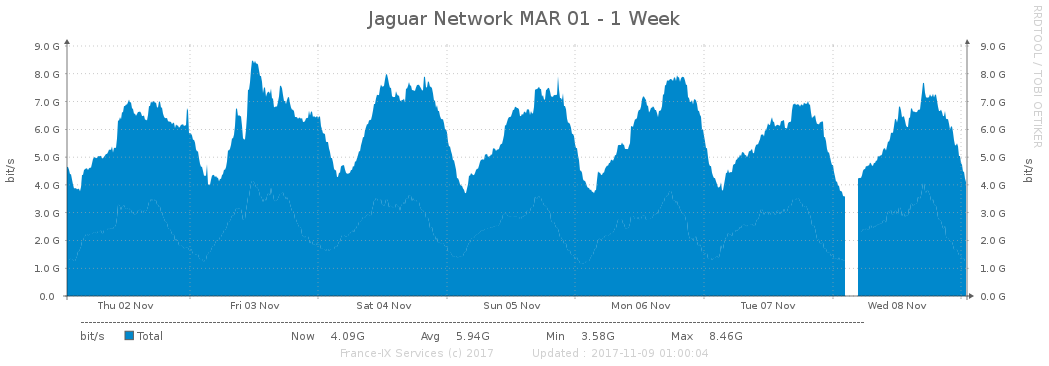 Jaguar Network MAR 01 - 1 Week
RRDTOOL / TOBI OETIKER
bit/s
9.0 G 9.0 G
8.0 G 8.0 G
7.0 G 7.0 G
6.0 G 6.0 G
5.0 G 5.0 G
4.0 G 4.0 G
3.0 G 3.0 G
2.0 G 2.0 G
1.0 G 1.0 G
0.0 0.0 G
bit/s
Thu 02 Nov Fri 03 Nov Sat 04 Nov Sun 05 Nov Mon 06 Nov Tue 07 Nov Wed 08 Nov
bit/s Total Now 4.09G Avg 5.94G Min 3.58G Max 8.46G
France-IX Services (c) 2017 Updated : 2017-11-09 01:00:04